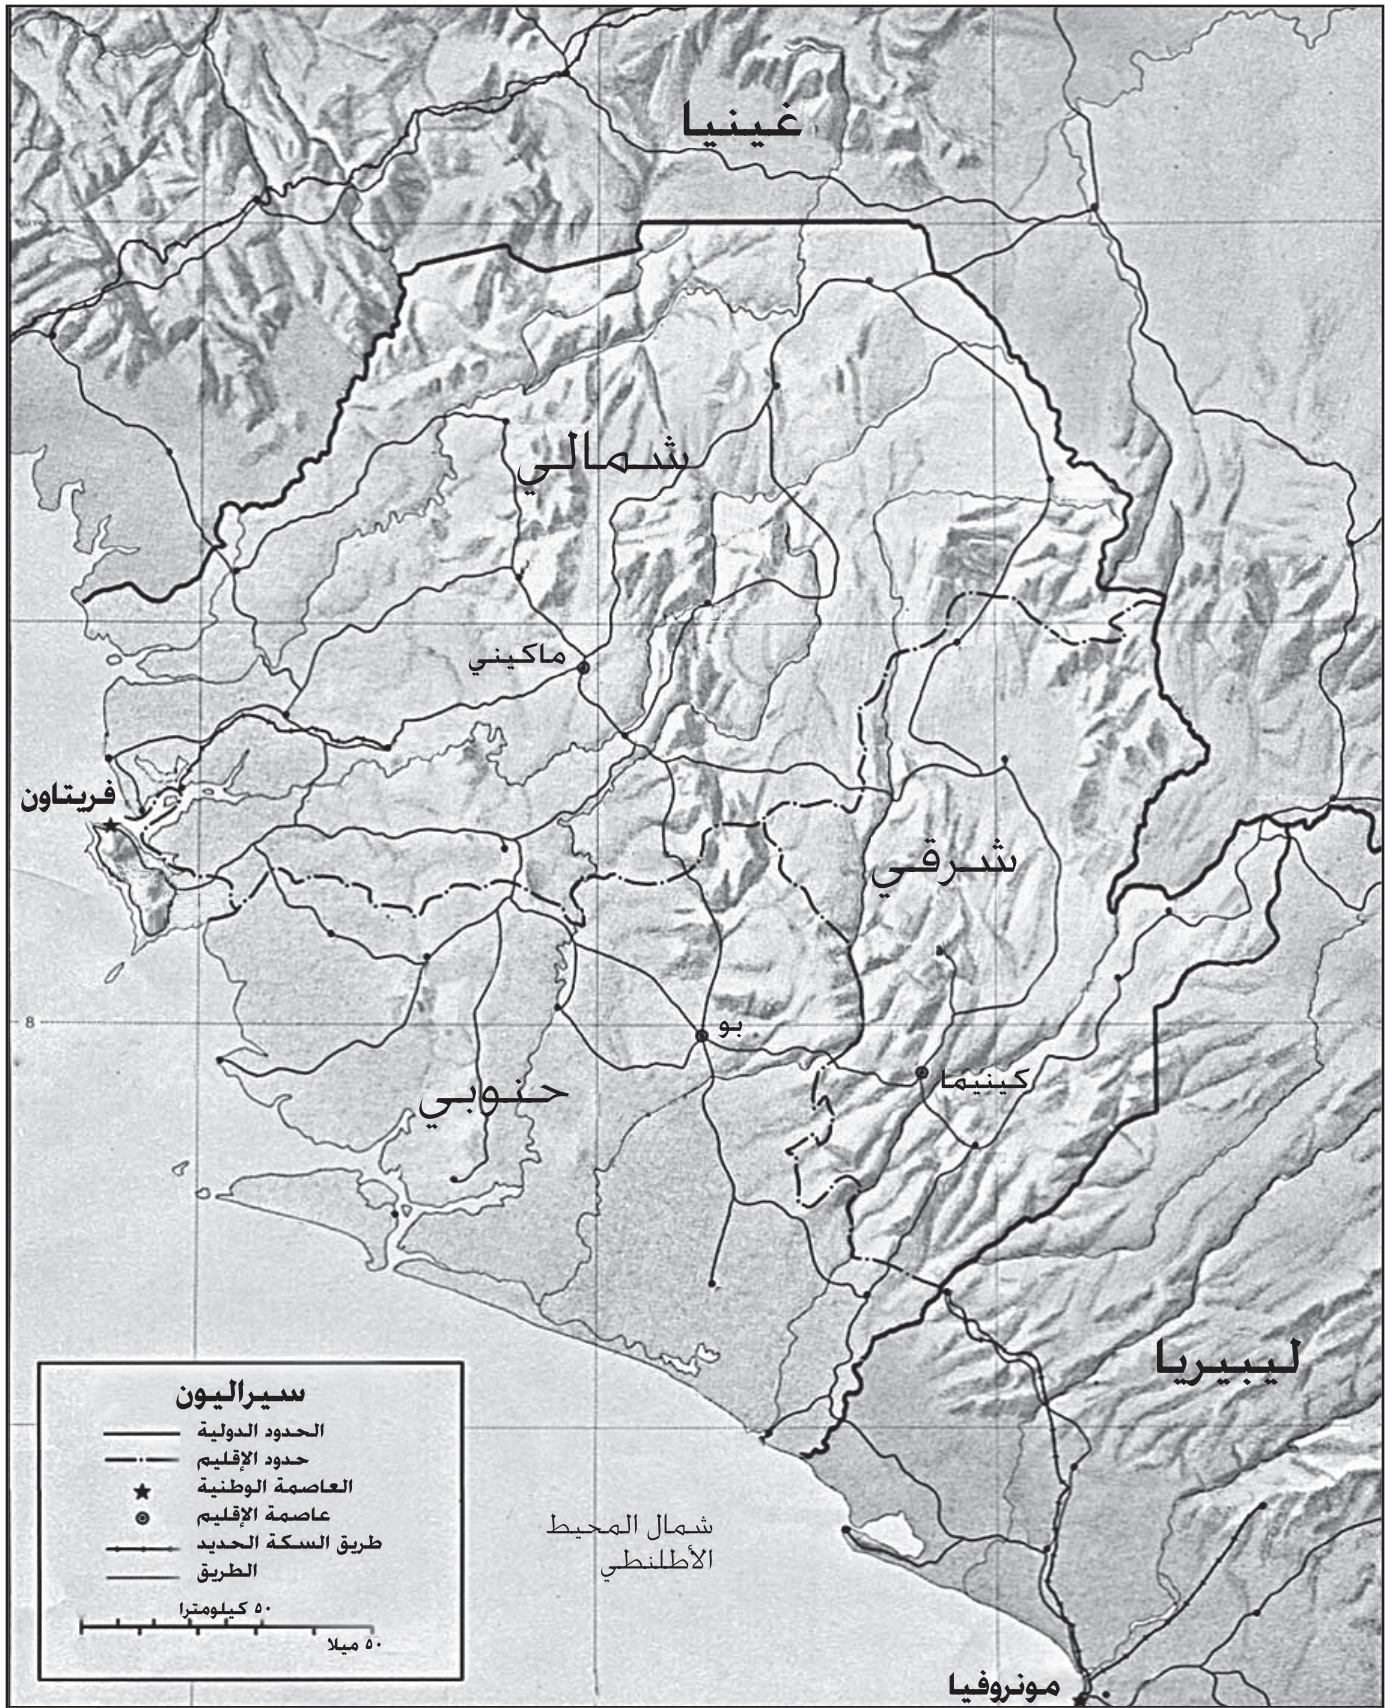 غينيا
شمالي
ماكيني
فريتاون
شرقي
8
بو
كينيما
حنوبي
ليبيريا
سيراليون
الحدود الدولية
حدود الإقليم
العاصمة الوطنية
عاصمة الإقليم
طريق السكة الحديد
الطريق
٥٠ كيلومترا
٥٠ ميلا
شمال المحيط
الأطلنطي
مونروفيا